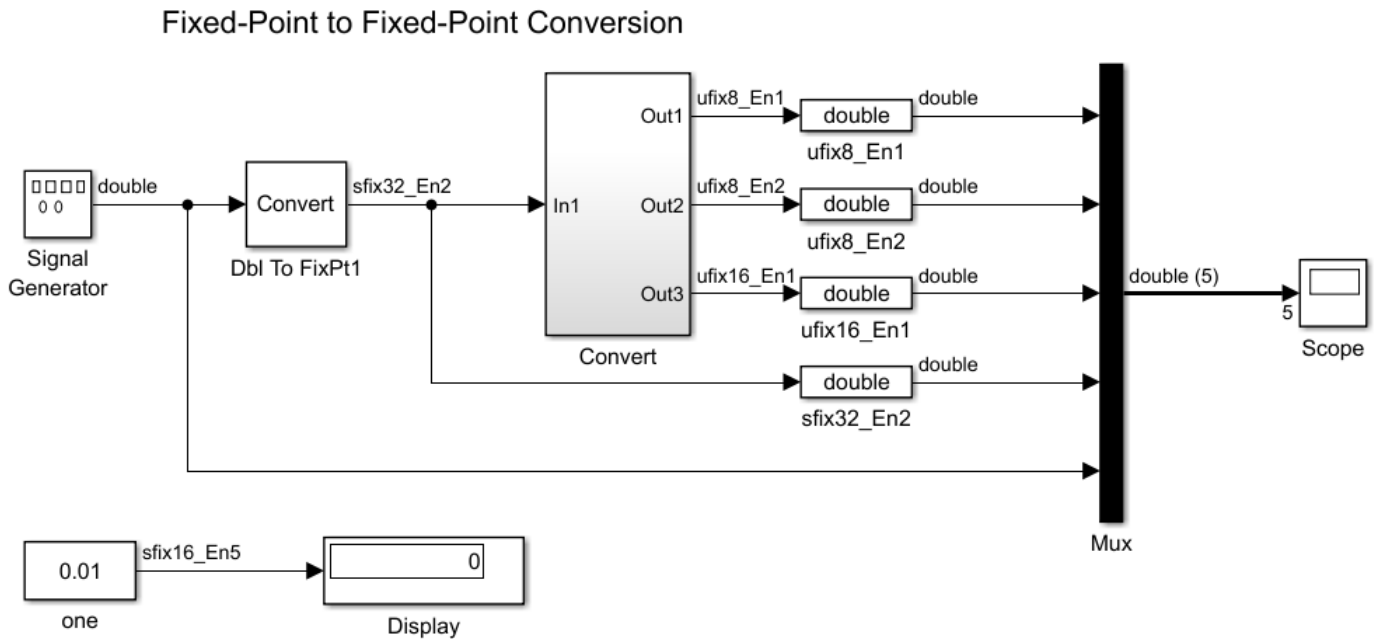 Fixed-Point to Fixed-Point Conversion
double
Signal
Generator
Convert
Dbl To FixPt1
sfix32_En2
In1
Out1
Out2
Out3
Convert
ufix8_En1
double
ufix8_En1
double
ufix8_En2
double
ufix8_En2
double
ufix16_En1
double
ufix16_En1
double
double
sfix32_En2
double
Mux
double (5)
5
Scope
0.01
one
sfix16_En5
0
Display